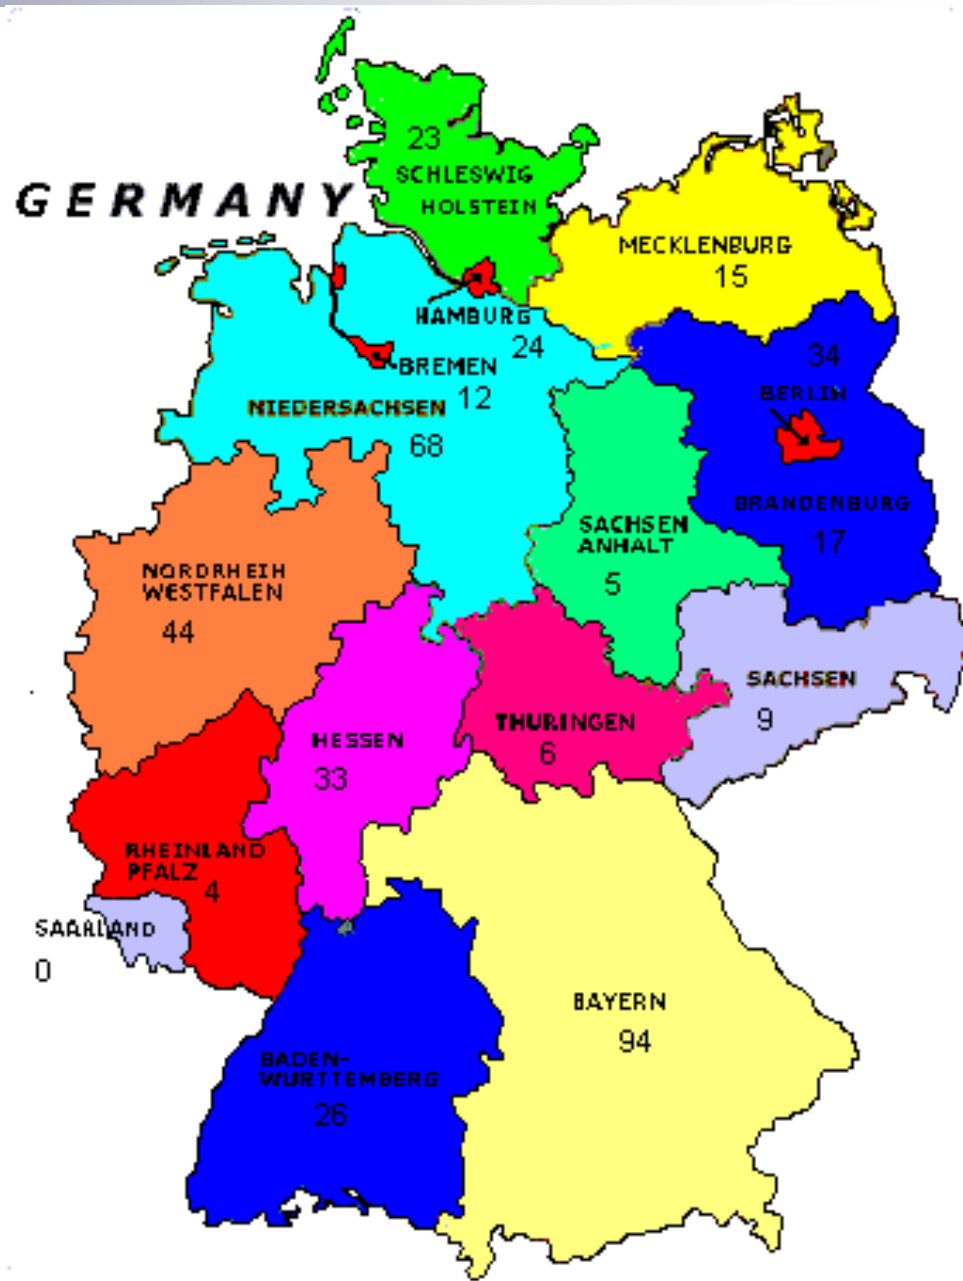 23
SCHLESWIG
HOLSTEIN
GERMANY
MECKLENBURG
15
HAMBURG
24
BREMEN
12
34
BERLIN
NIEDERSACHSEN
68
BRANDENBURG
17
SACHSEN
ANHALT
5
NORDRHEIH
WESTFALEN
44
SACHSEN
9
THURINGEN
6
HESSEN
33
RHEINLAND
PFALZ
4
SAARLAND
0
BAYERN
94
BADEN-
WURTTEMBERG
26